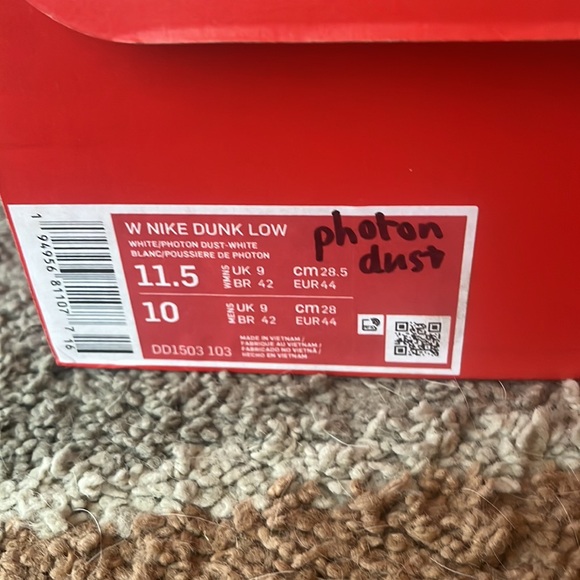 W NIKE DUNK LOW
photon
dust
WHITE/PHOTON DUST-WHITE
BLANC/POUSSIERE DE PHOTON
11.5 WMNS UK 9 cm 28.5
BR 42 EUR 44
10 MENS UK 9 cm 28
BR 42 EUR 44
DD1503 103
MADE IN VIETNAM /
FABRIQUE AU VIETNAM /
FABRICADO NO VIETNÃ /
HECHO EN VIETNAM
1 94956 81107 7 16